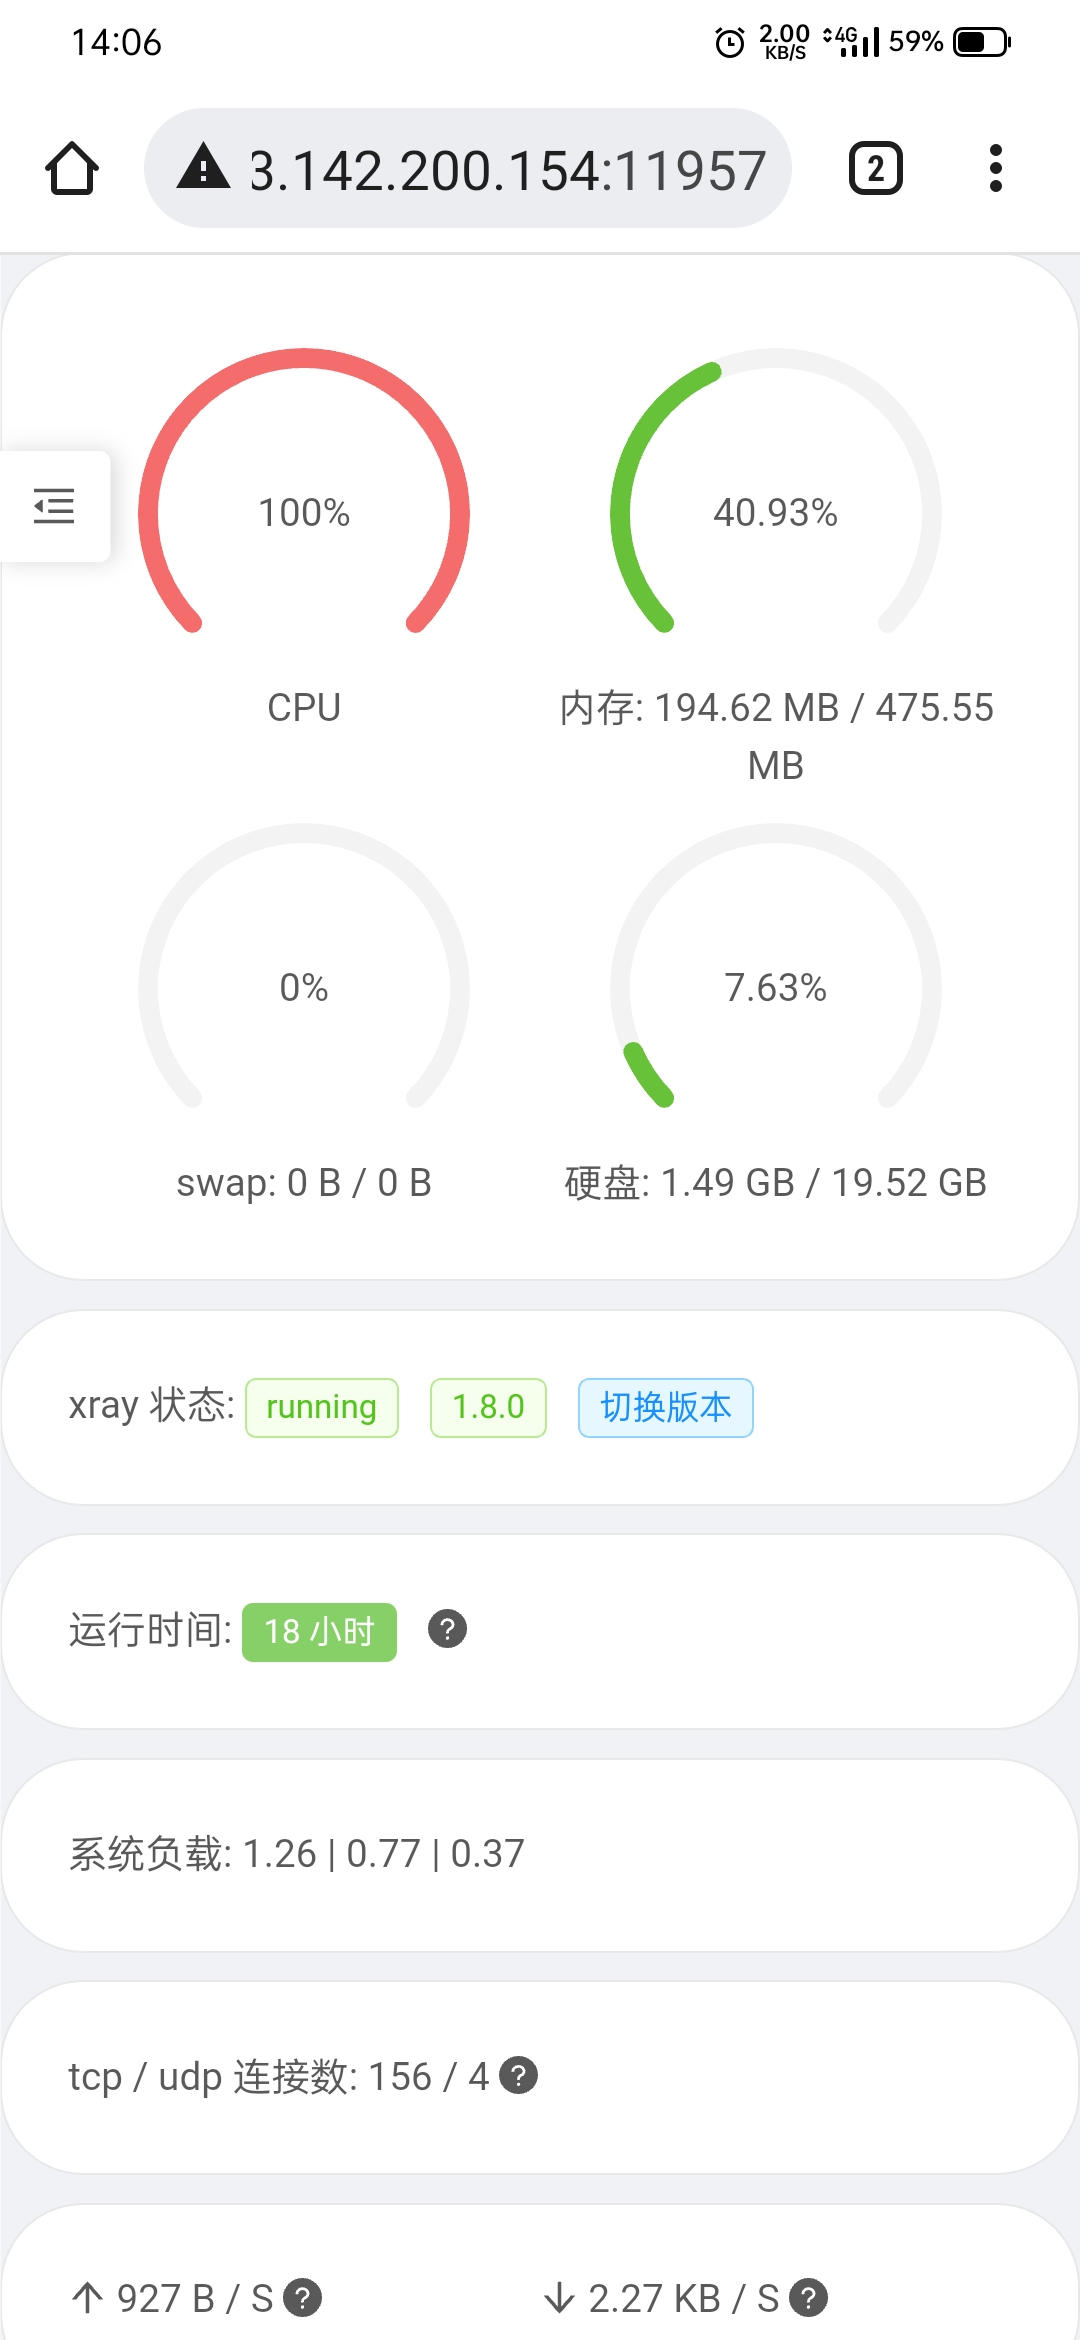 14:06
2.00 KB/S 4G 59%
3.142.200.154:11957
2
100%
40.93%
CPU
内存: 194.62 MB / 475.55 MB
0%
7.63%
swap: 0 B / 0 B
硬盘: 1.49 GB / 19.52 GB
xray 状态: running 1.8.0 切换版本
运行时间: 18 小时 ?
系统负载: 1.26 | 0.77 | 0.37
tcp / udp 连接数: 156 / 4 ?
↑ 927 B / S ?
↓ 2.27 KB / S ?